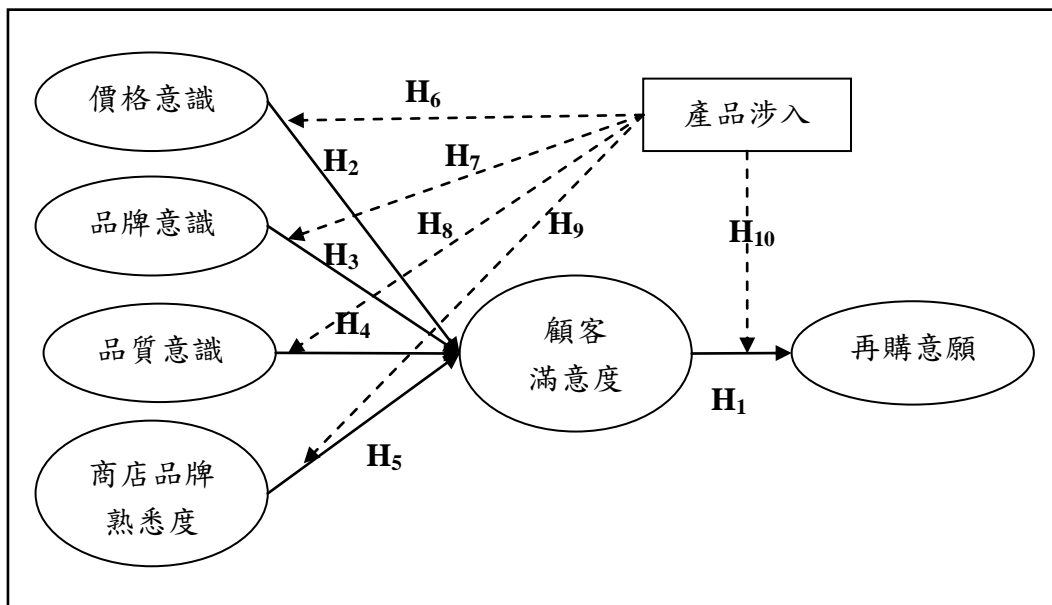 價格意識
H6
產品涉入
H2
H7
品牌意識
H8
H9
H10
H3
品質意識
H4
顧客
滿意度
再購意願
H1
商店品牌
熟悉度
H5